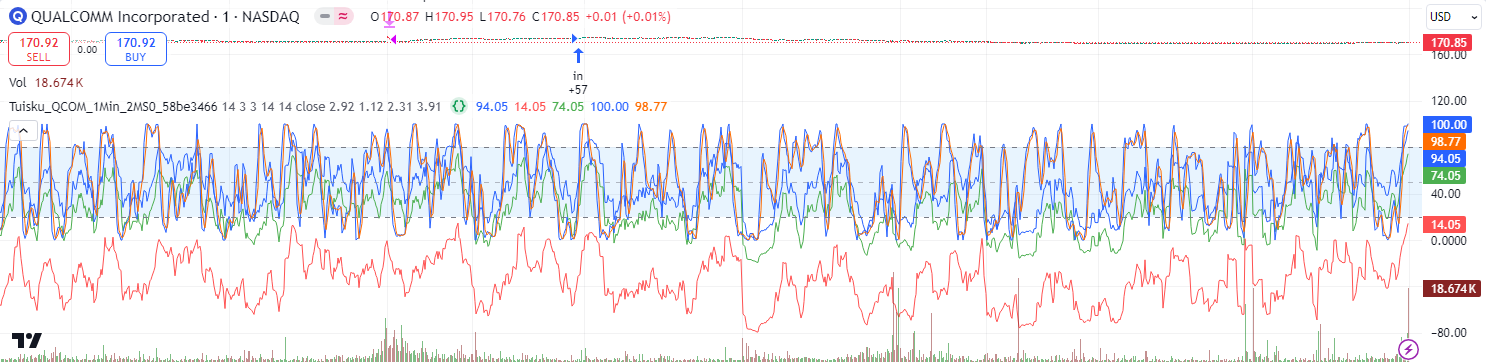 QUALCOMM Incorporated · 1 · NASDAQ O170.87 H170.95 L170.76 C170.85 +0.01 (+0.01%)
USD
170.92 SELL
0.00
170.92 BUY
170.85
160.00
in
+57
Vol 18.674K
Tuisku_QCOM_1Min_2MS0_58be3466 14 3 3 14 14 close 2.92 1.12 2.31 3.91 {} 94.05 14.05 74.05 100.00 98.77
120.00
100.00
98.77
94.05
74.05
40.00
14.05
0.0000
18.674K
−80.00